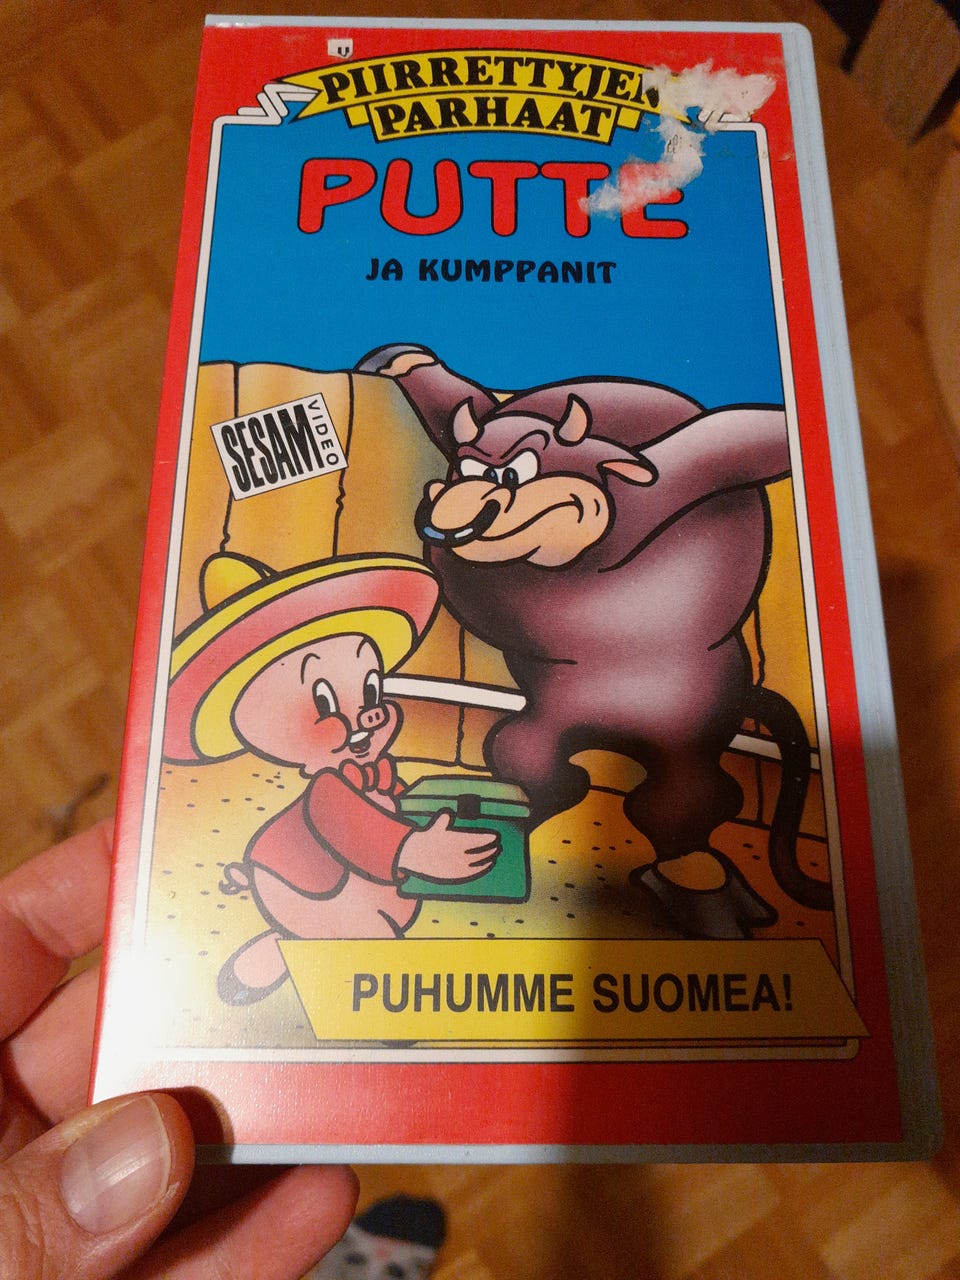 U
PIIRRETTYJEN
PARHAAT
PUTTE
JA KUMPPANIT
SESAM
VIDEO
PUHUMME SUOMEA!